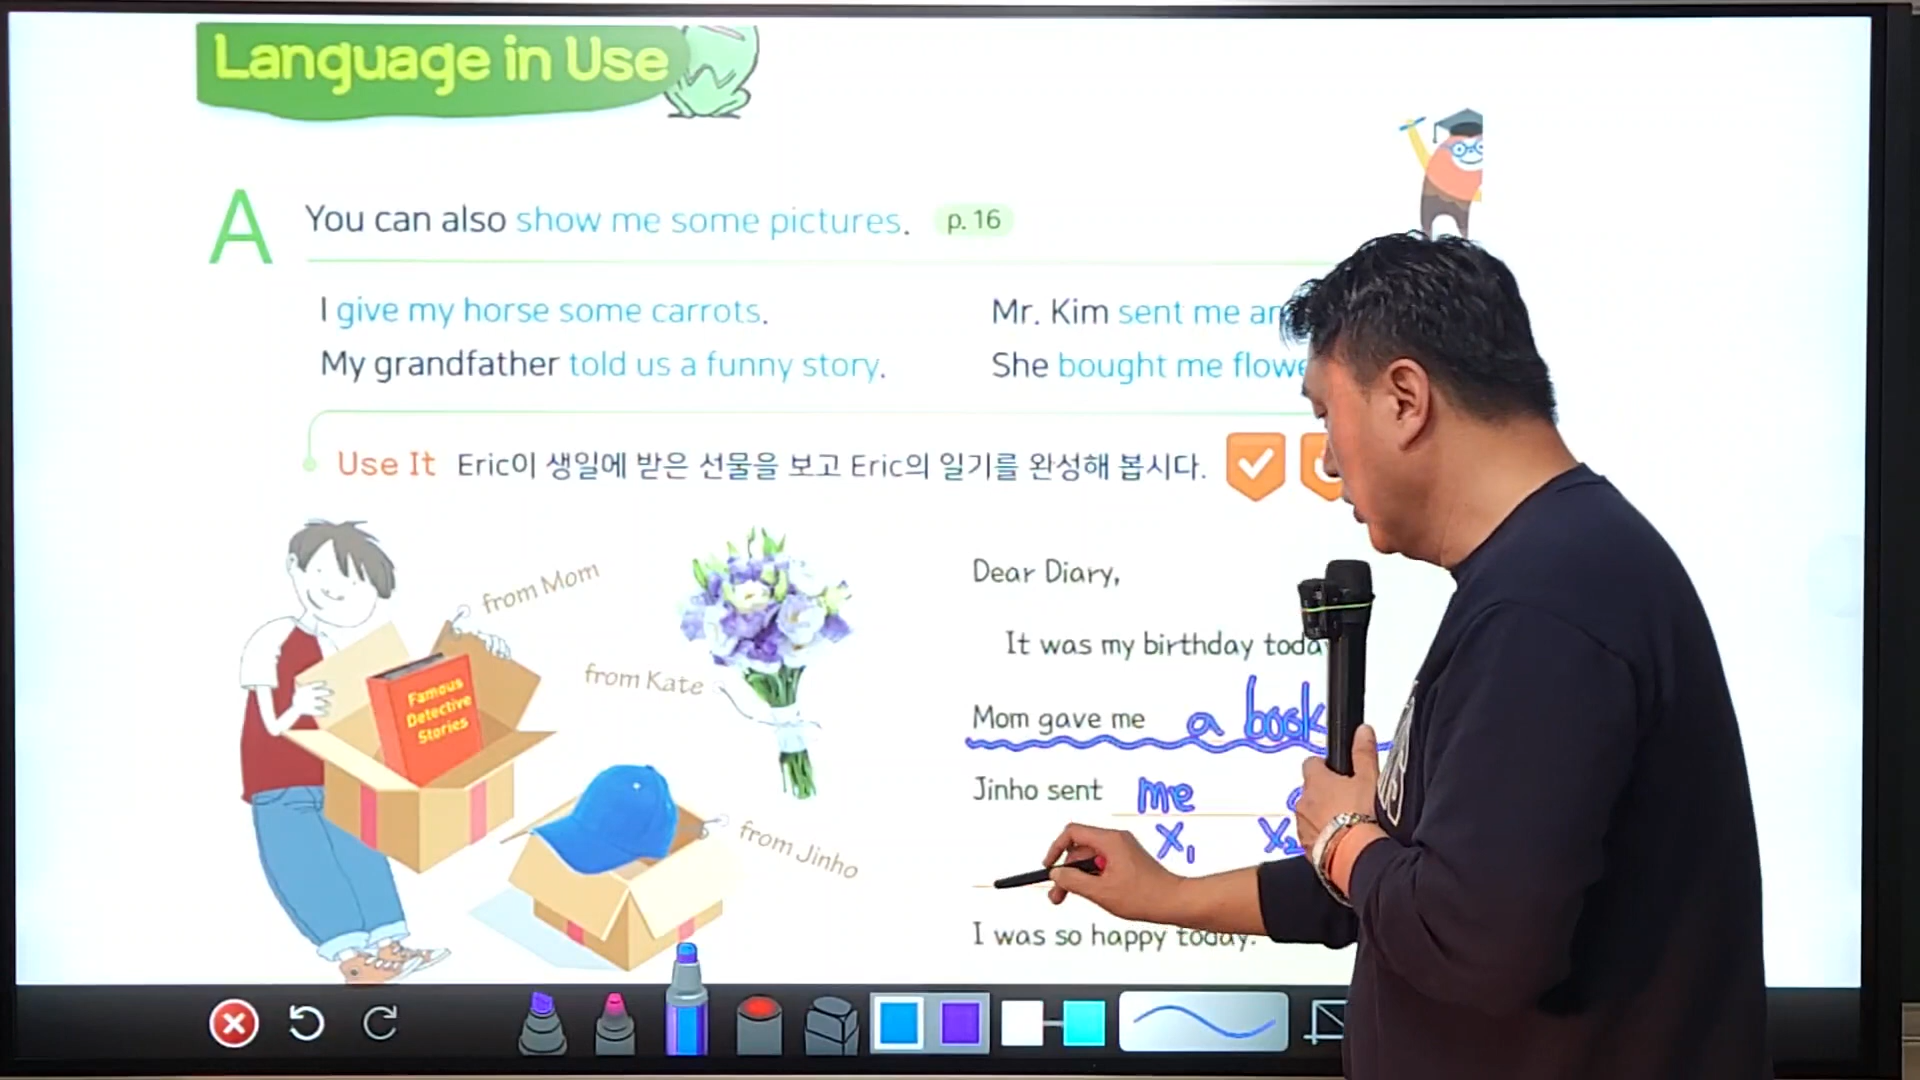 Language in Use
A You can also show me some pictures. p. 16
I give my horse some carrots.
Mr. Kim sent me
My grandfather told us a funny story.
She bought me
Use It Eric이 생일에 받은 선물을 보고 Eric의 일기를 완성해 봅시다.
from Mom
from Kate
Famous
Detective
Stories
from Jinho
Dear Diary,
It was my birthday
Mom gave me a book
Jinho sent me
X1 X2
I was so happy today.